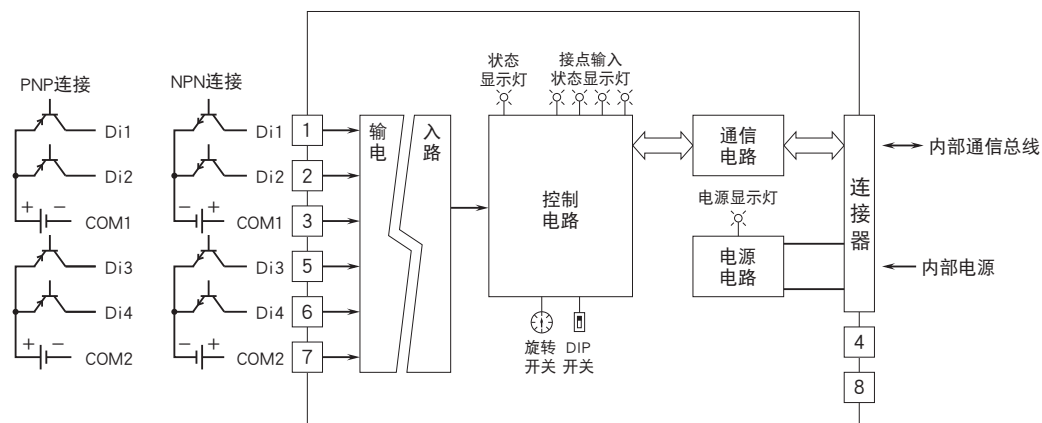 PNP连接
NPN连接
状态
显示灯
接点输入
状态显示灯
Di1
Di1
1
Di2
Di2
2
+ −
COM1
− +
COM1
3
Di3
Di3
5
Di4
Di4
6
+ −
COM2
− +
COM2
7
输入
电路
控制
电路
旋转
开关
DIP
开关
通信
电路
电源显示灯
电源
电路
连接器
内部通信总线
内部电源
4
8